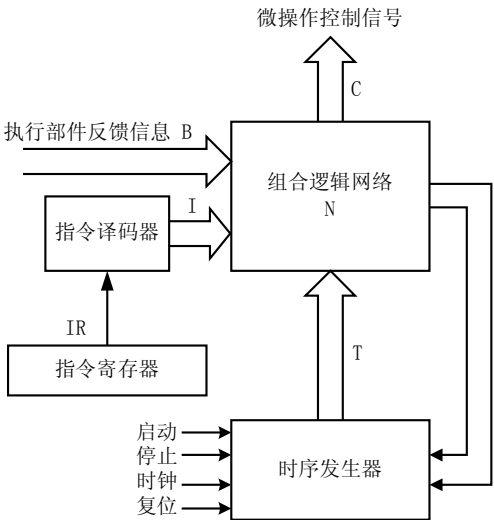 微操作控制信号
C
执行部件反馈信息 B
组合逻辑网络
N
I
指令译码器
IR
T
指令寄存器
启动
停止
时钟
复位
时序发生器